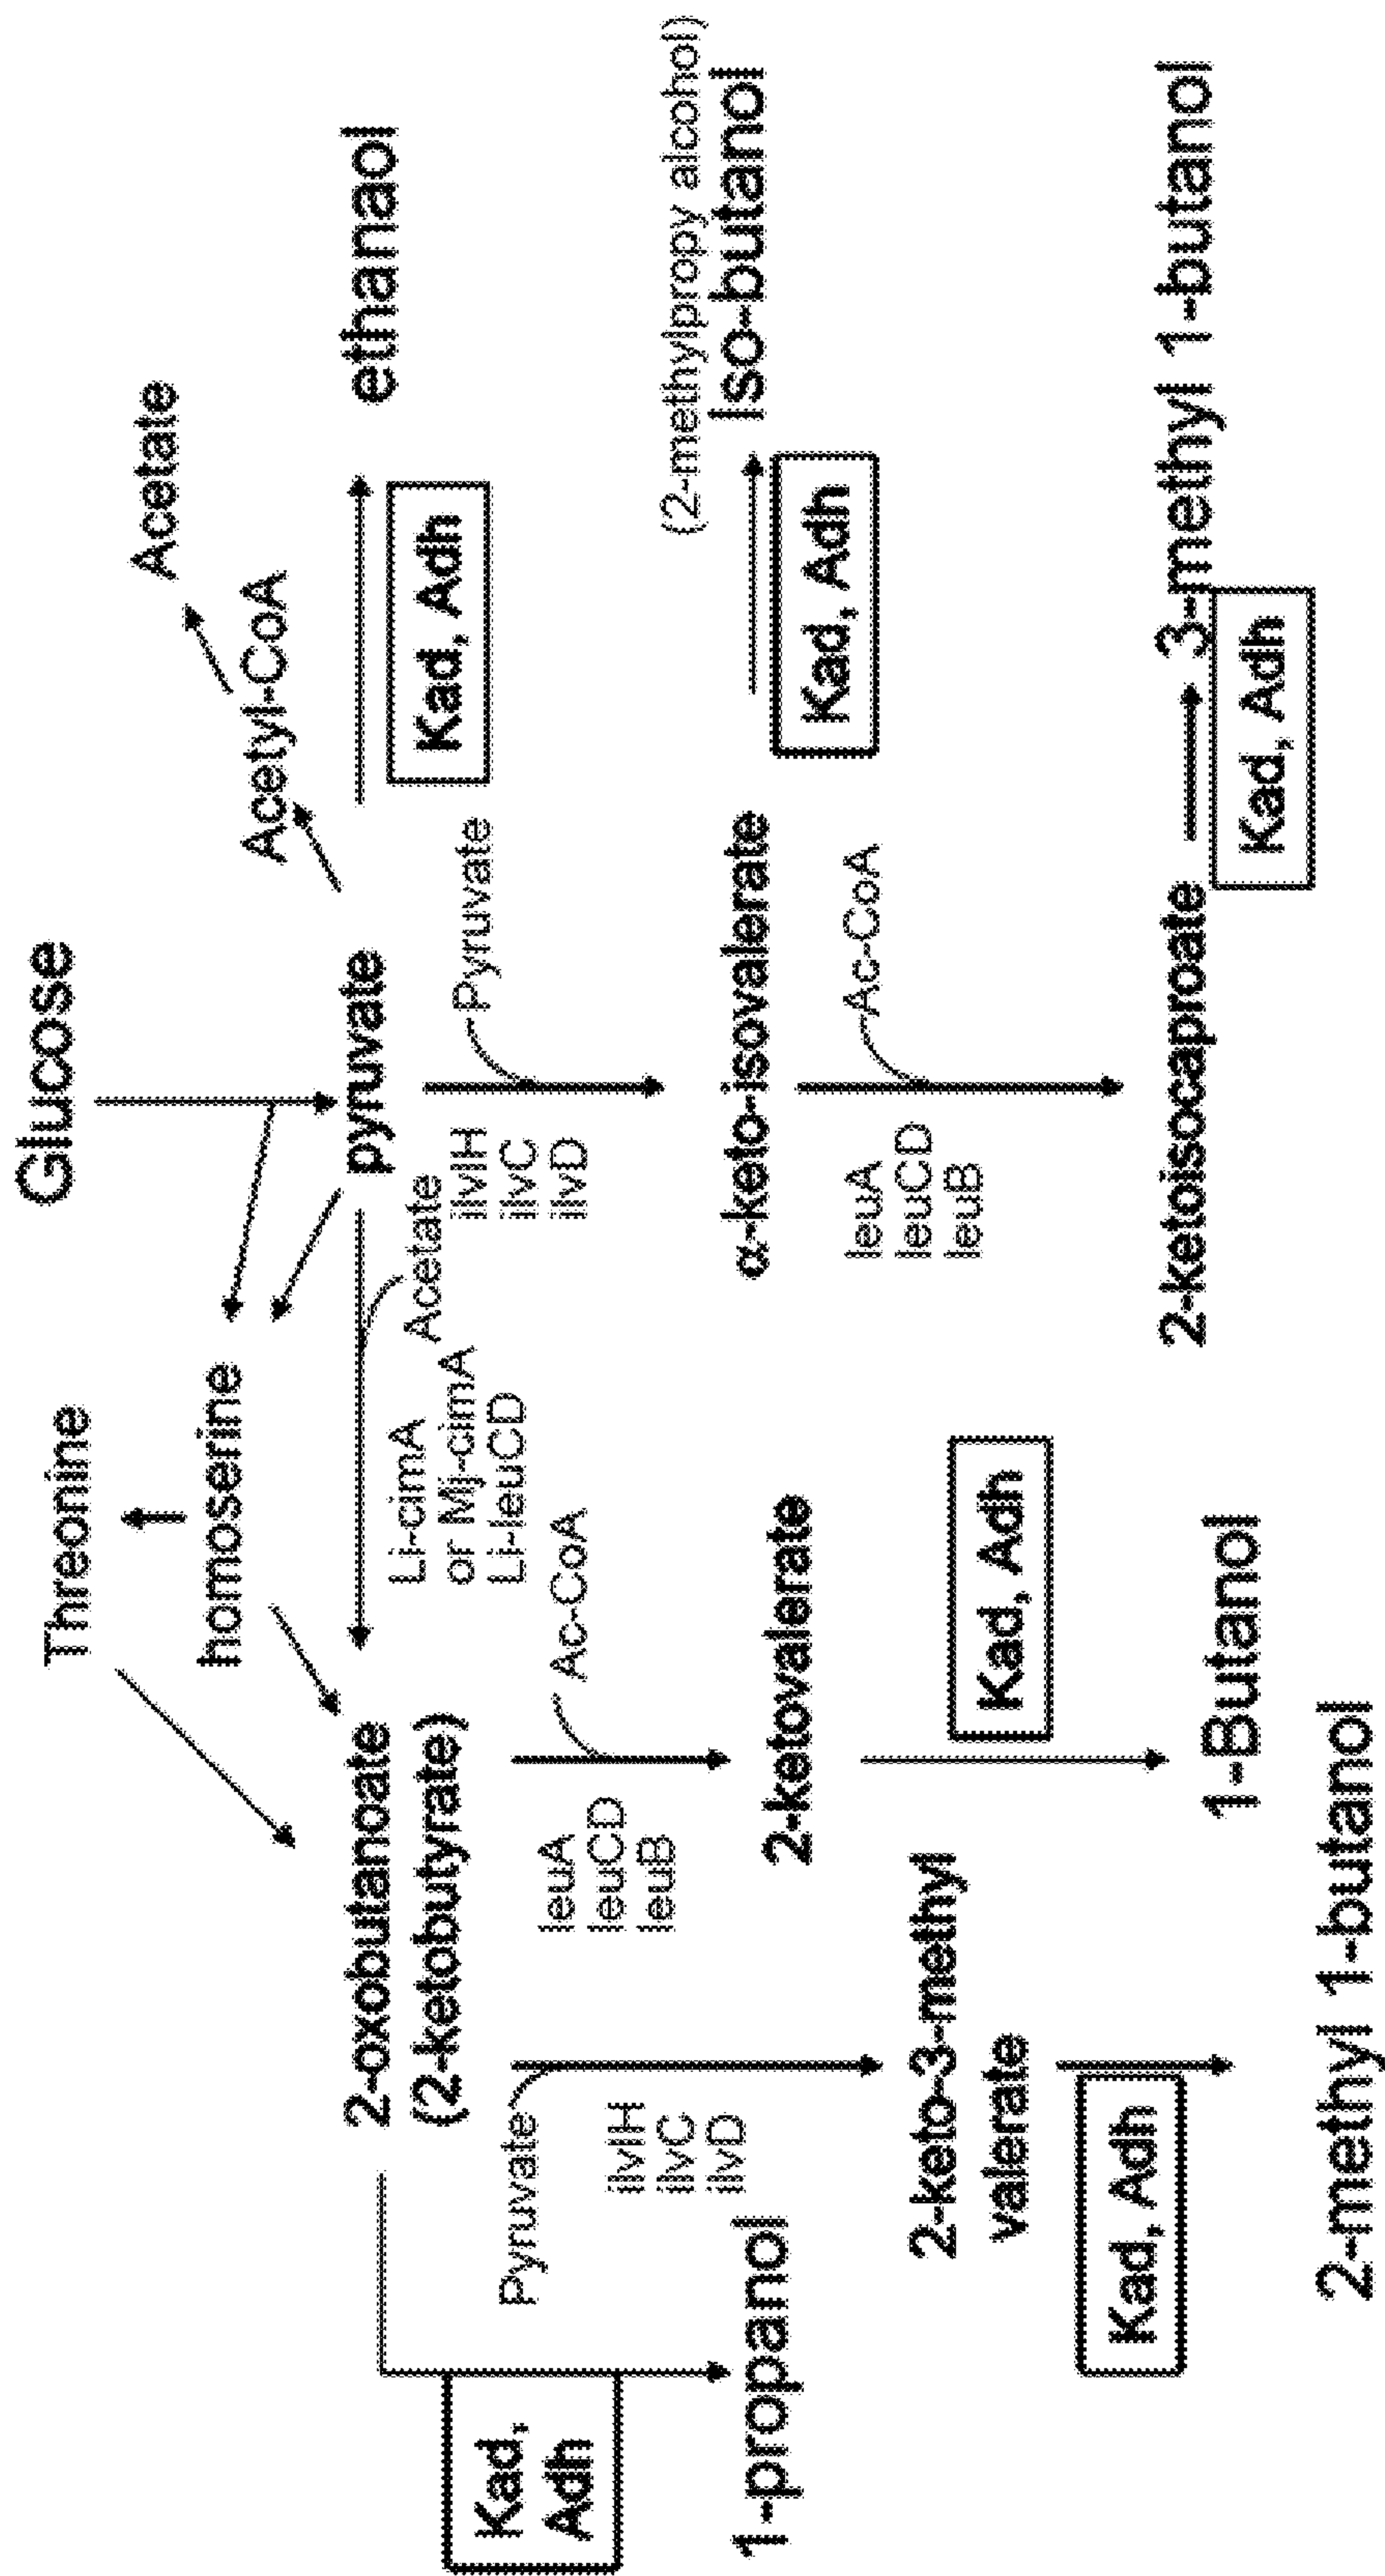 Glucose
Threonine
Acetate
homoserine
Acetyl-CoA
2-oxobutanoate
(2-ketobutyrate)
pyruvate
ethanaol
Li-cimA
or Mj-cimA
Li-leuCD
Acetate
Kad, Adh
Kad,
Adh
Pyruvate
ilvIH
ilvC
ilvD
Pyruvate
leuA
leuCD
leuB
Ac-CoA
ilvIH
ilvC
ilvD
1-propanol
2-ketovalerate
α-keto-isovalerate
(2-methylpropy alcohol)
Iso-butanol
Kad, Adh
leuA
leuCD
leuB
Ac-CoA
2-keto-3-methyl
valerate
Kad, Adh
Kad, Adh
1-Butanol
2-ketoisocaproate
3-methyl 1-butanol
Kad, Adh
2-methyl 1-butanol